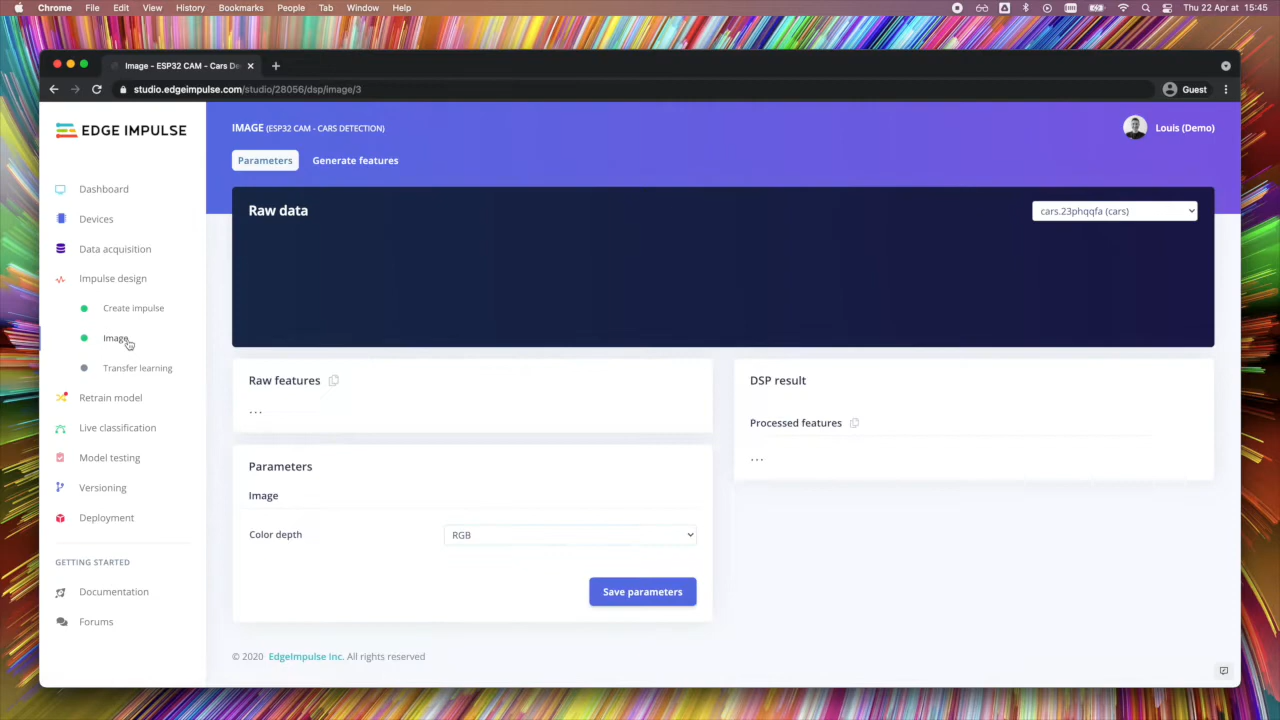 Chrome File Edit View History Bookmarks People Tab Window Help Thu 22 Apr at 15:45
Image - ESP32 CAM - Cars De
studio.edgeimpulse.com/studio/28056/dsp/image/3 Guest
EDGE IMPULSE
IMAGE (ESP32 CAM - CARS DETECTION) Louis (Demo)
Parameters Generate features
Dashboard
Devices
Data acquisition
Impulse design
Create impulse
Image
Transfer learning
Retrain model
Live classification
Model testing
Versioning
Deployment
GETTING STARTED
Documentation
Forums
Raw data cars.23phqqfa (cars)
Raw features
...
DSP result
Processed features
...
Parameters
Image
Color depth RGB
Save parameters
© 2020 EdgeImpulse Inc. All rights reserved